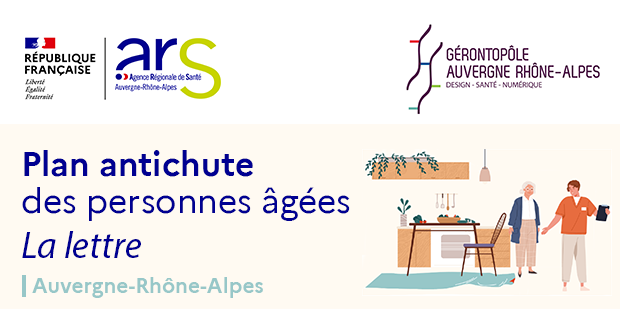 RÉPUBLIQUE
FRANÇAISE
Liberté
Égalité
Fraternité
ars
Agence Régionale de Santé
Auvergne-Rhône-Alpes
GÉRONTOPÔLE
AUVERGNE RHÔNE-ALPES
DESIGN - SANTÉ - NUMÉRIQUE
Plan antichute
des personnes âgées
La lettre
Auvergne-Rhône-Alpes